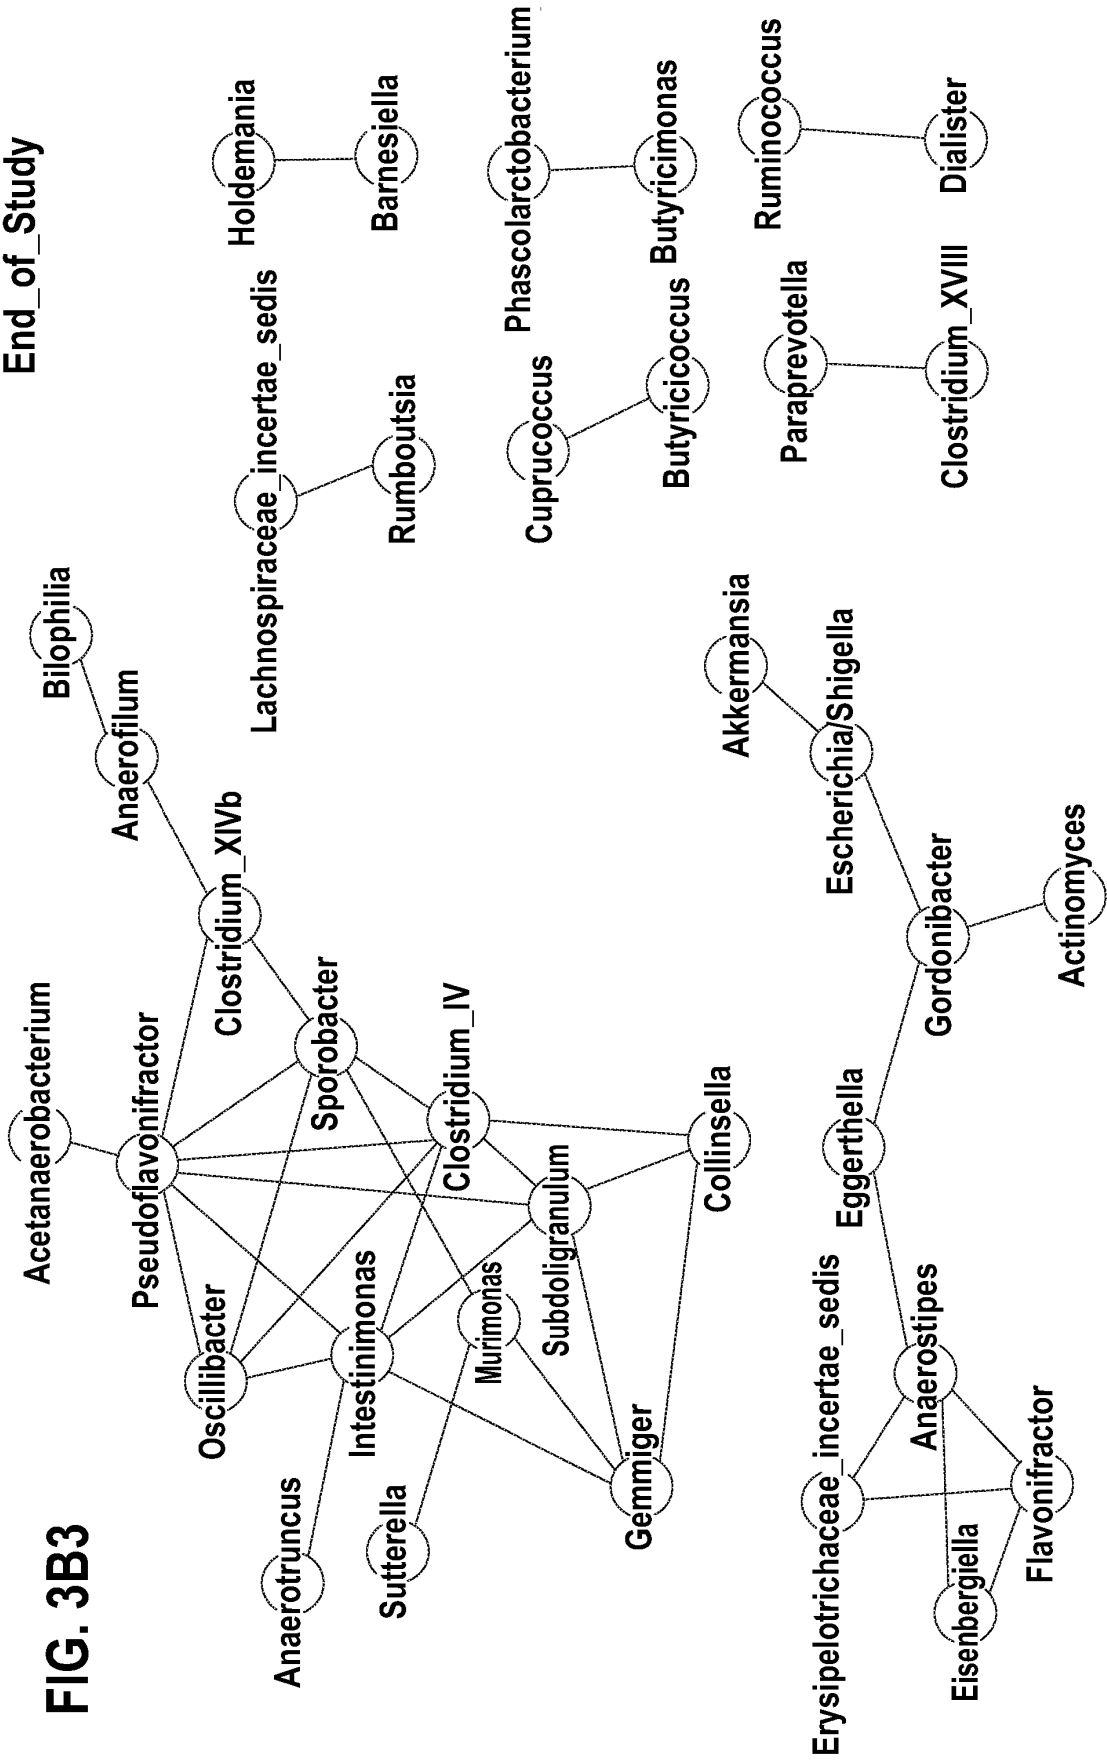 FIG. 3B3
End_of_Study
Acetanaerobacterium
Bilophilia
Pseudoflavonifractor
Anaerofilum
Oscillibacter
Clostridium_XIVb
Lachnospiraceae_incertae_sedis
Holdemania
Anaerotruncus
Intestinimonas
Sporobacter
Rumboutsia
Barnesiella
Sutterella
Murimonas
Clostridium_IV
Subdoligranulum
Cuprucoccus
Phascolarctobacterium
Gemmiger
Collinsella
Butyricicoccus
Butyricimonas
Akkermansia
Paraprevotella
Ruminococcus
Erysipelotrichaceae_incertae_sedis
Eggerthella
Escherichia/Shigella
Anaerostipes
Gordonibacter
Clostridium_XVIII
Dialister
Eisenbergiella
Flavonifractor
Actinomyces